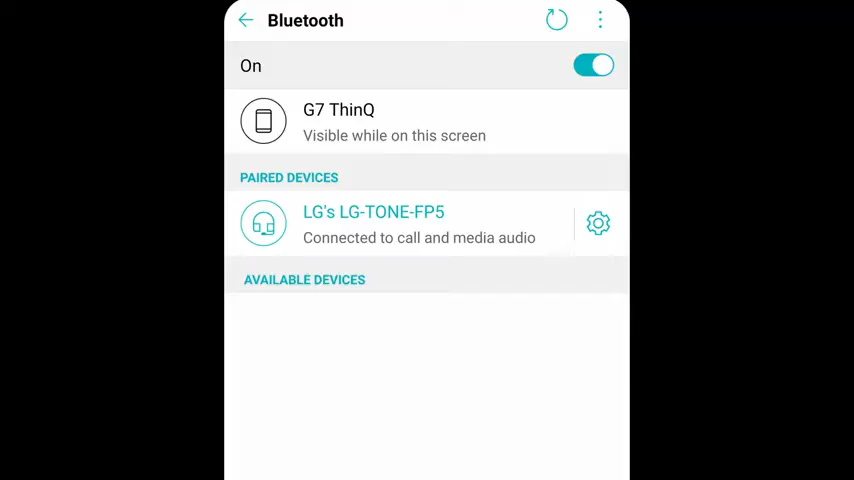 Bluetooth
On
G7 ThinQ
Visible while on this screen
PAIRED DEVICES
LG's LG-TONE-FP5
Connected to call and media audio
AVAILABLE DEVICES